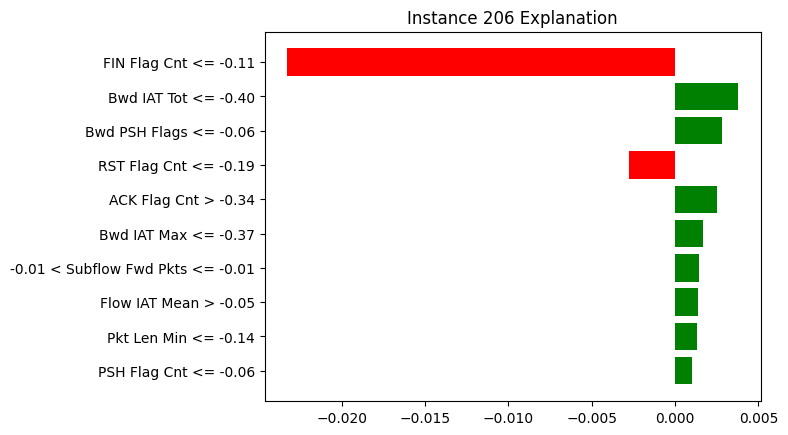 Instance 206 Explanation
FIN Flag Cnt <= -0.11
Bwd IAT Tot <= -0.40
Bwd PSH Flags <= -0.06
RST Flag Cnt <= -0.19
ACK Flag Cnt > -0.34
Bwd IAT Max <= -0.37
-0.01 < Subflow Fwd Pkts <= -0.01
Flow IAT Mean > -0.05
Pkt Len Min <= -0.14
PSH Flag Cnt <= -0.06
−0.020 −0.015 −0.010 −0.005 0.000 0.005